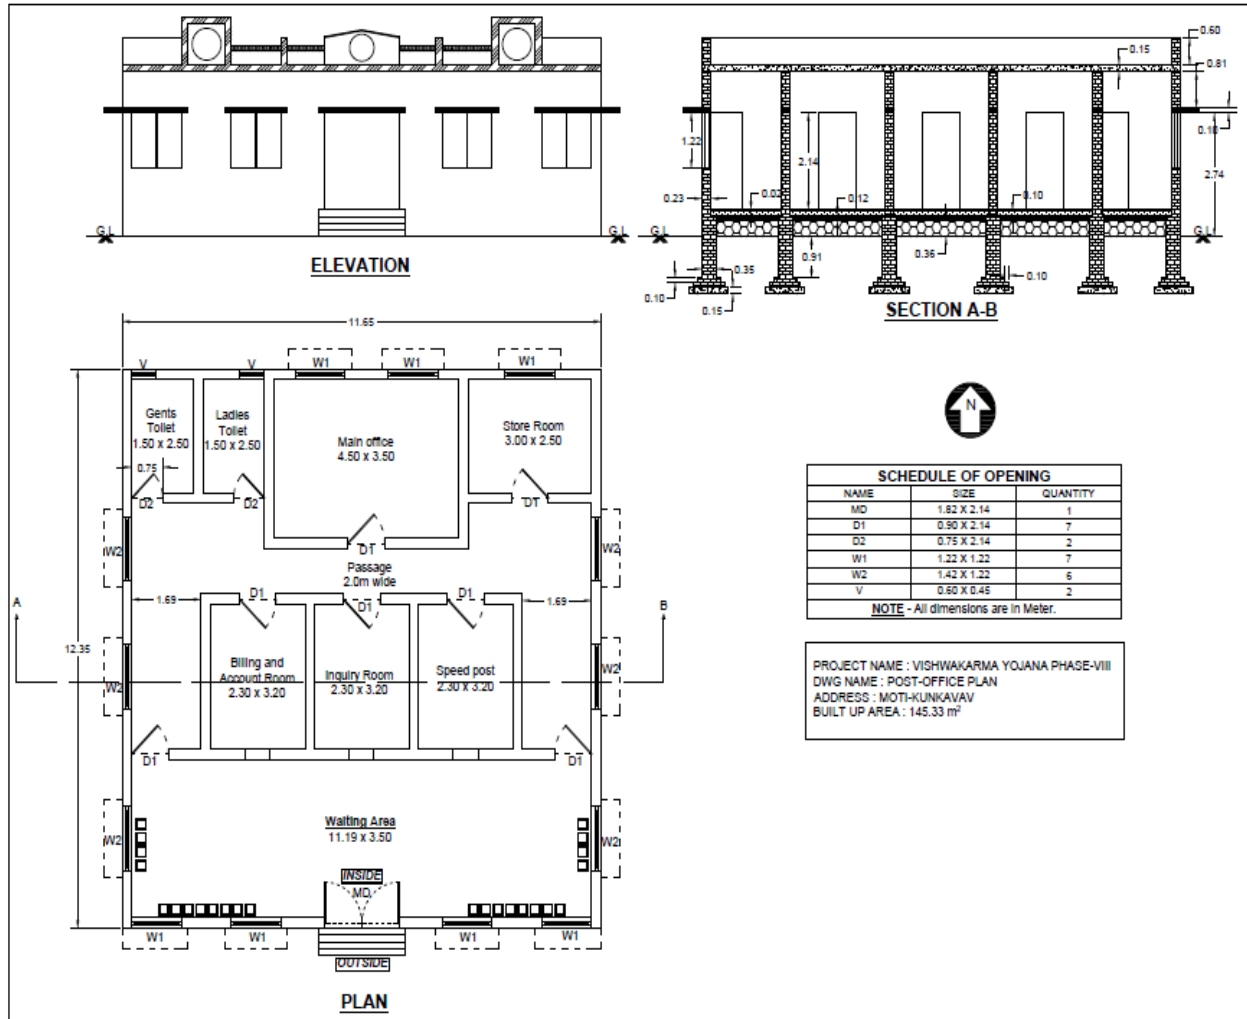 0.60
0.15
0.81
0.10
1.22
2.14
2.74
0.23
0.02
0.12
0.10
G.L
G.L
G.L
G.L
0.91
0.36
0.35
0.10
0.10
0.15
ELEVATION
SECTION A-B
11.65
V
V
W1
W1
W1
N
Gents
Toilet
1.50 x 2.50
Ladies
Toilet
1.50 x 2.50
Main office
4.50 x 3.50
Store Room
3.00 x 2.50
0.75
D2
D2
D1
D1
W2
W2
Passage
2.0m wide
1.69
D1
D1
D1
1.69
A
B
12.35
Billing and
Account Room
2.30 x 3.20
Inquiry Room
2.30 x 3.20
Speed post
2.30 x 3.20
W2
W2
D1
D1
Waiting Area
11.19 x 3.50
W2
W2
INSIDE
MD
W1
W1
W1
W1
OUTSIDE
PLAN
SCHEDULE OF OPENING
NAME SIZE QUANTITY
MD 1.82 X 2.14 1
D1 0.90 X 2.14 7
D2 0.75 X 2.14 2
W1 1.22 X 1.22 7
W2 1.42 X 1.22 6
V 0.60 X 0.45 2
NOTE - All dimensions are in Meter.
PROJECT NAME : VISHWAKARMA YOJANA PHASE-VIII
DWG NAME : POST-OFFICE PLAN
ADDRESS : MOTI-KUNKAVAV
BUILT UP AREA : 145.33 m²